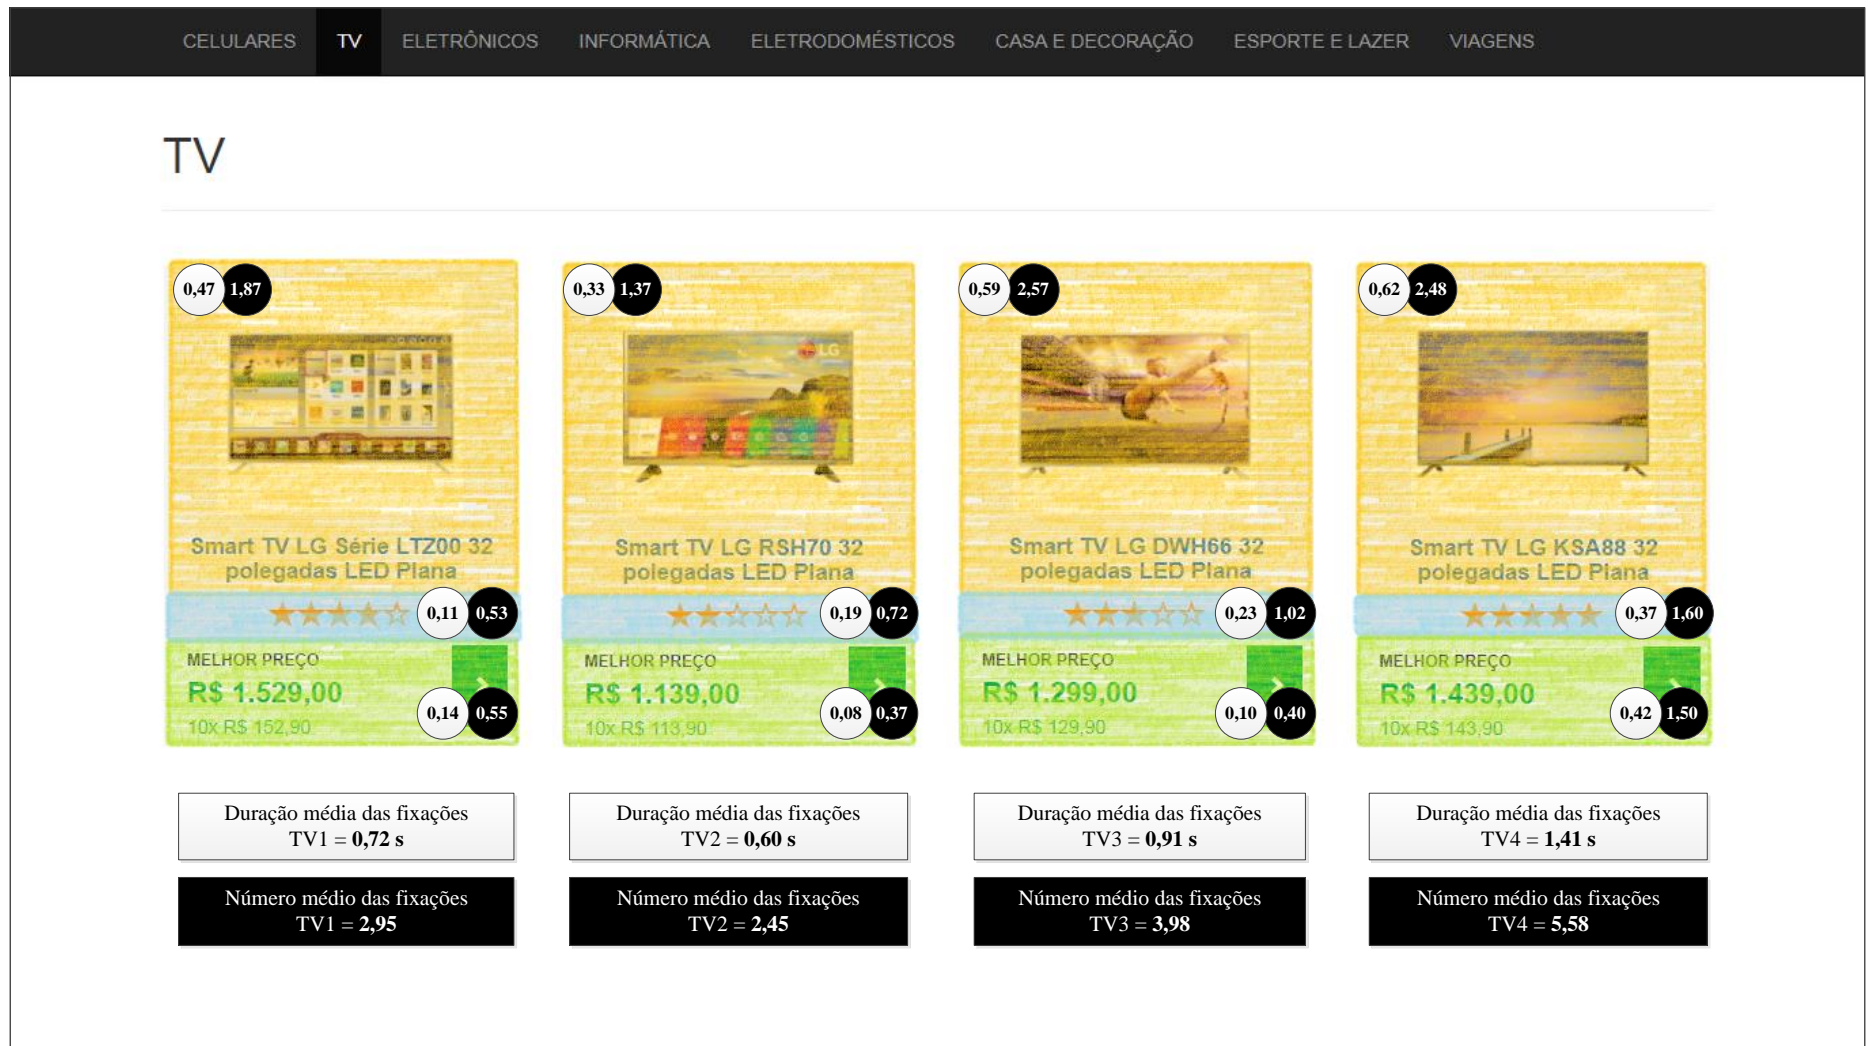 CELULARES TV ELETRÔNICOS INFORMÁTICA ELETRODOMÉSTICOS CASA E DECORAÇÃO ESPORTE E LAZER VIAGENS
TV
0,47 1,87
LG
0,33 1,37
0,59 2,57
0,62 2,48
Smart TV LG Série LTZ00 32
polegadas LED Plana
0,11 0,53
MELHOR PREÇO
R$ 1.529,00
10x R$ 152,90
0,14 0,55
Smart TV LG RSH70 32
polegadas LED Plana
0,19 0,72
MELHOR PREÇO
R$ 1.139,00
10x R$ 113,90
0,08 0,37
Smart TV LG DWH66 32
polegadas LED Plana
0,23 1,02
MELHOR PREÇO
R$ 1.299,00
10x R$ 129,90
0,10 0,40
Smart TV LG KSA88 32
polegadas LED Plana
0,37 1,60
MELHOR PREÇO
R$ 1.439,00
10x R$ 143,90
0,42 1,50
Duração média das fixações
TV1 = 0,72 s
Duração média das fixações
TV2 = 0,60 s
Duração média das fixações
TV3 = 0,91 s
Duração média das fixações
TV4 = 1,41 s
Número médio das fixações
TV1 = 2,95
Número médio das fixações
TV2 = 2,45
Número médio das fixações
TV3 = 3,98
Número médio das fixações
TV4 = 5,58